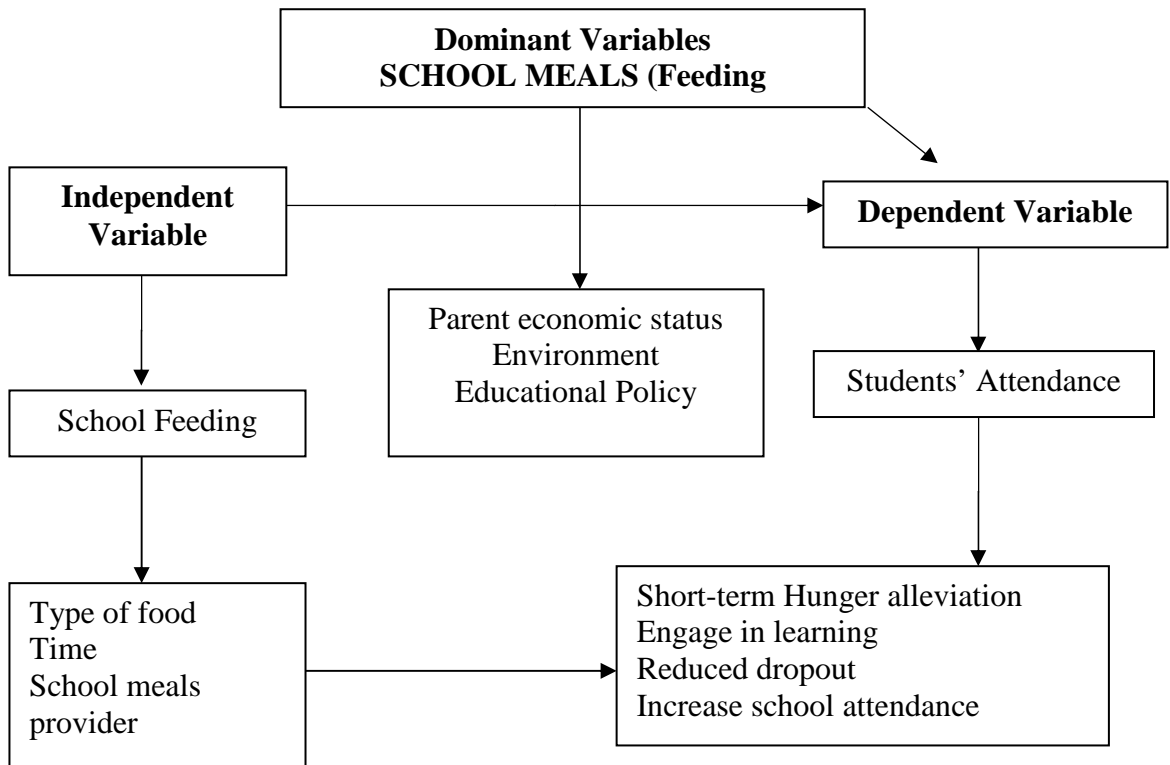 Dominant Variables
SCHOOL MEALS (Feeding
Independent
Variable
Dependent Variable
Parent economic status
Environment
Educational Policy
Students’ Attendance
School Feeding
Type of food
Time
School meals
provider
Short-term Hunger alleviation
Engage in learning
Reduced dropout
Increase school attendance